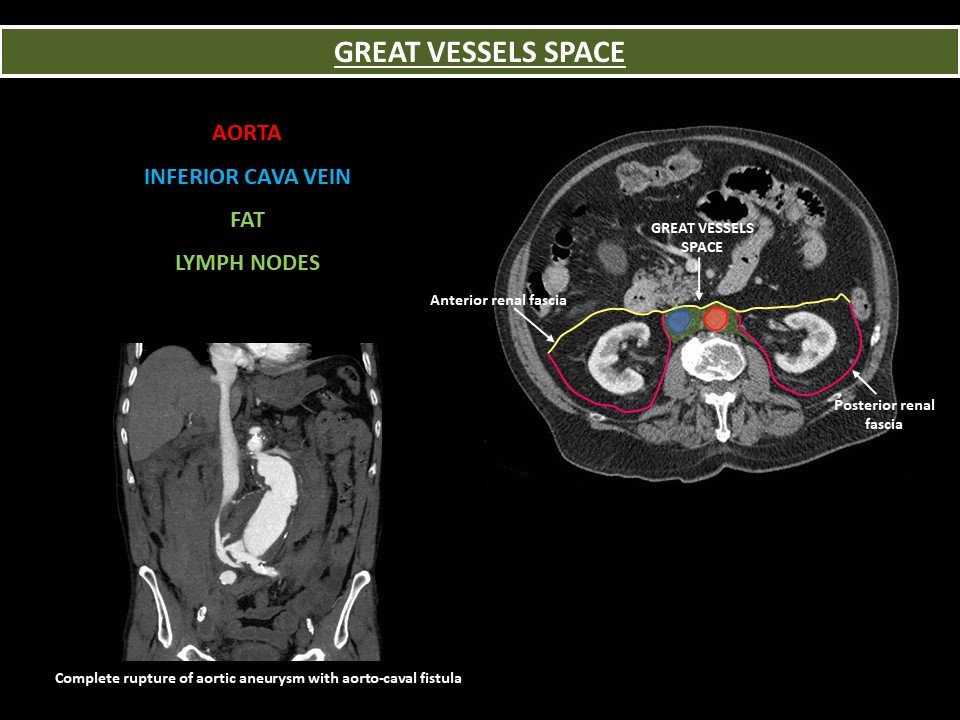 GREAT VESSELS SPACE
AORTA
INFERIOR CAVA VEIN
FAT
LYMPH NODES
GREAT VESSELS
SPACE
Anterior renal fascia
Posterior renal
fascia
Complete rupture of aortic aneurysm with aorto-caval fistula